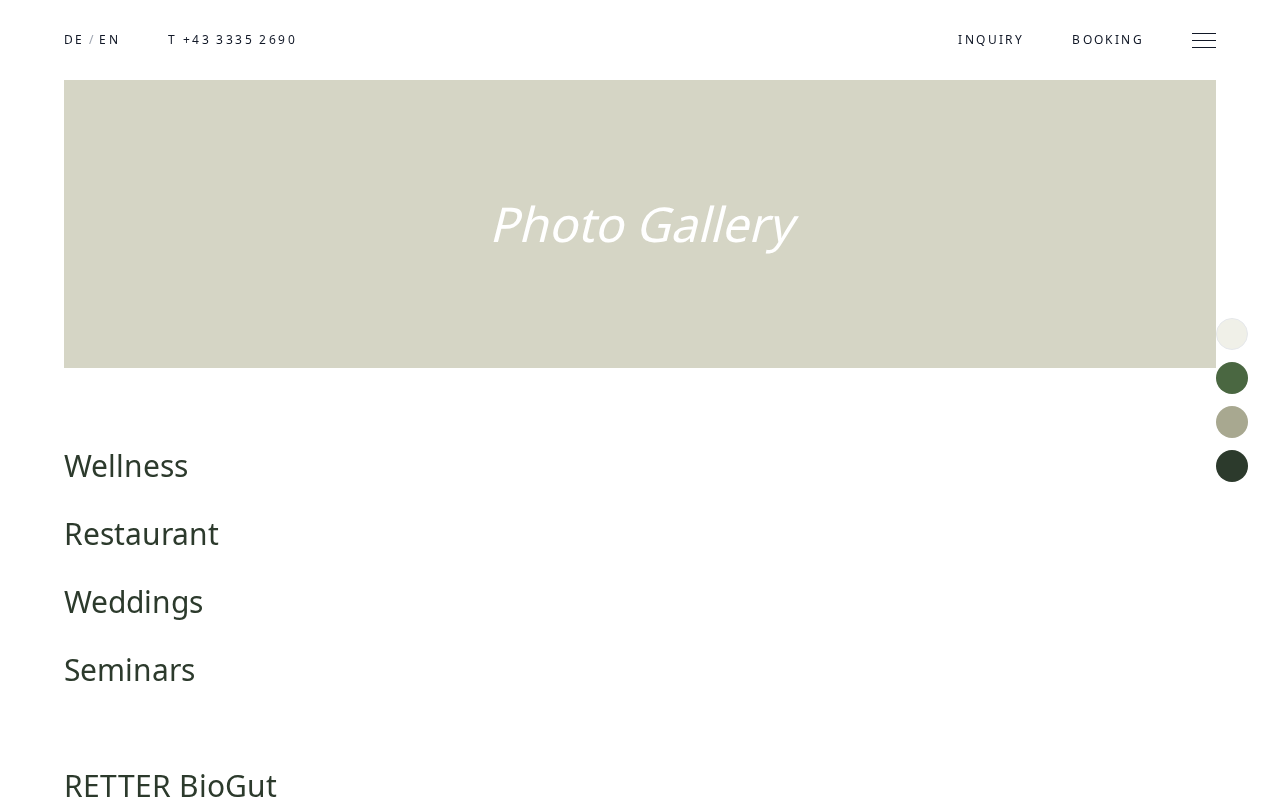 DE / EN T +43 3335 2690 INQUIRY BOOKING
Photo Gallery
Wellness
Restaurant
Weddings
Seminars
RETTER BioGut